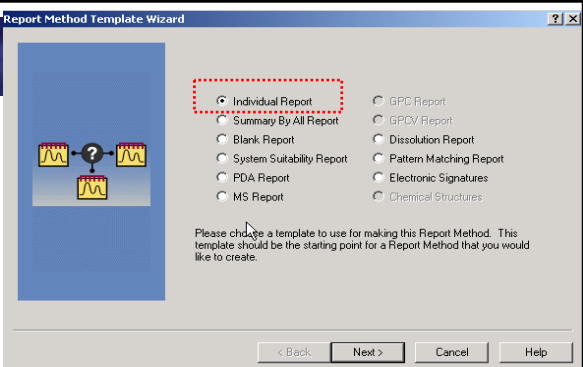 Report Method Template Wizard
Individual Report
Summary By All Report
Blank Report
System Suitability Report
PDA Report
MS Report
GPC Report
GPCV Report
Dissolution Report
Pattern Matching Report
Electronic Signatures
Chemical Structures
Please choose a template to use for making this Report Method. This
template should be the starting point for a Report Method that you would
like to create.
< Back
Next >
Cancel
Help